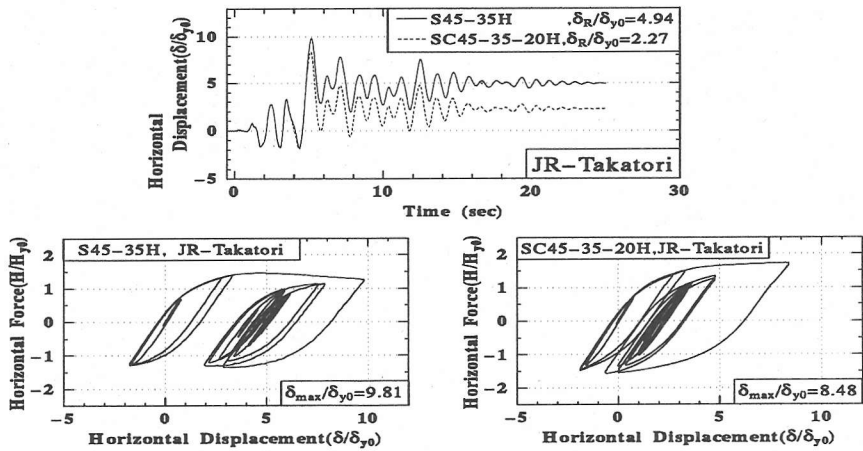 S45-35H ,δR/δy0=4.94
SC45-35-20H,δR/δy0=2.27
Horizontal
Displacement(δ/δy0)
10
5
0
-5
JR-Takatori
0
10
20
30
Time (sec)
S45-35H, JR-Takatori
Horizontal Force(H/Hy0)
2
1
0
-1
-2
δmax/δy0=9.81
-5
0
5
10
Horizontal Displacement(δ/δy0)
SC45-35-20H,JR-Takatori
Horizontal Force(H/Hy0)
2
1
0
-1
-2
δmax/δy0=8.48
-5
0
5
10
Horizontal Displacement(δ/δy0)